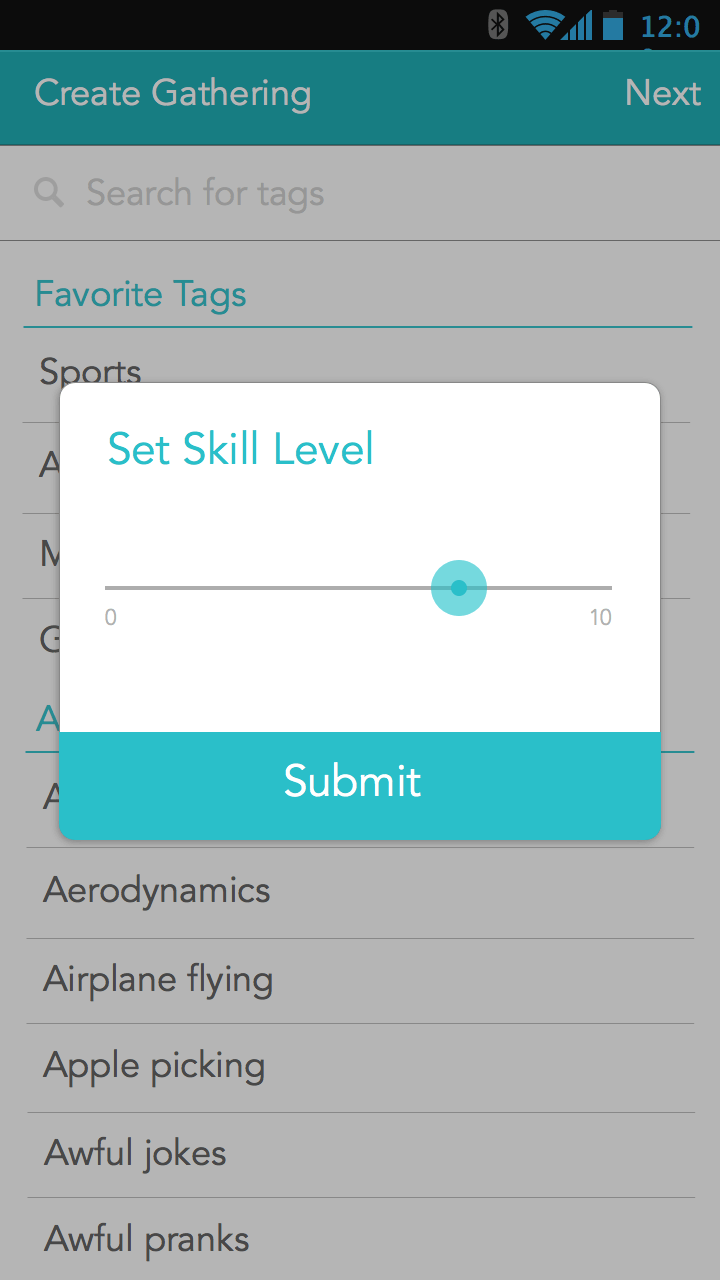 12:0
Create Gathering
Next
Search for tags
Favorite Tags
Sports
A
M
G
Set Skill Level
0
10
Submit
A
A
Aerodynamics
Airplane flying
Apple picking
Awful jokes
Awful pranks